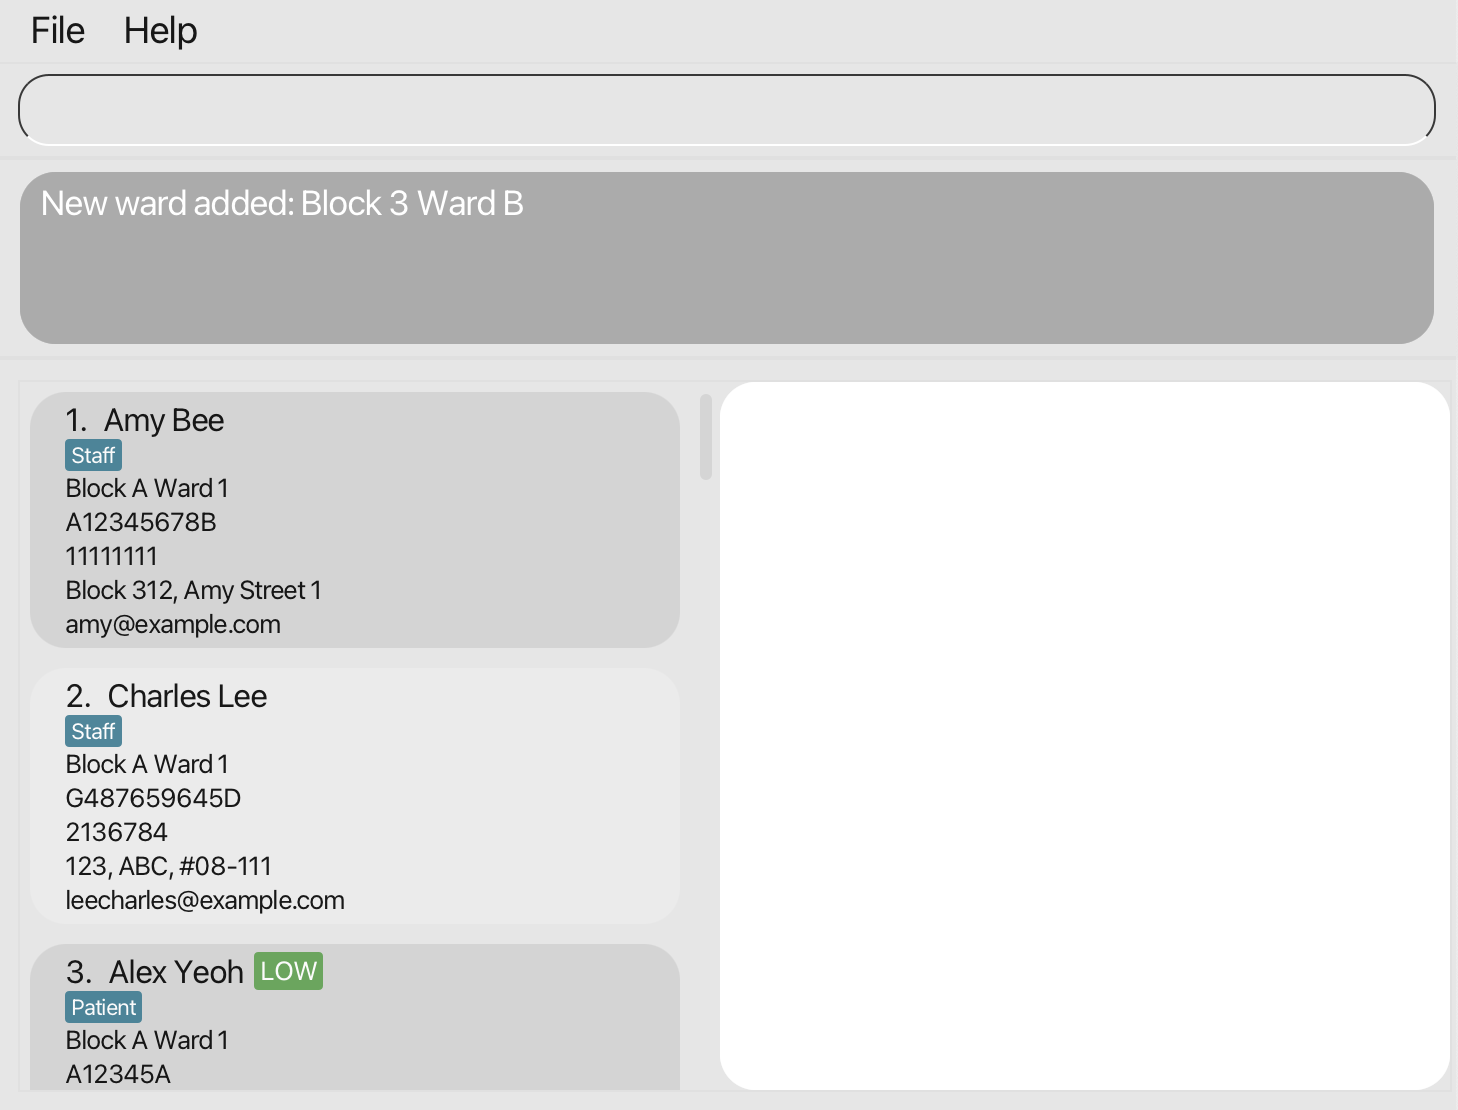 File Help
New ward added: Block 3 Ward B
1. Amy Bee
Staff
Block A Ward 1
A12345678B
11111111
Block 312, Amy Street 1
amy@example.com
2. Charles Lee
Staff
Block A Ward 1
G487659645D
2136784
123, ABC, #08-111
leecharles@example.com
3. Alex Yeoh LOW
Patient
Block A Ward 1
A12345A